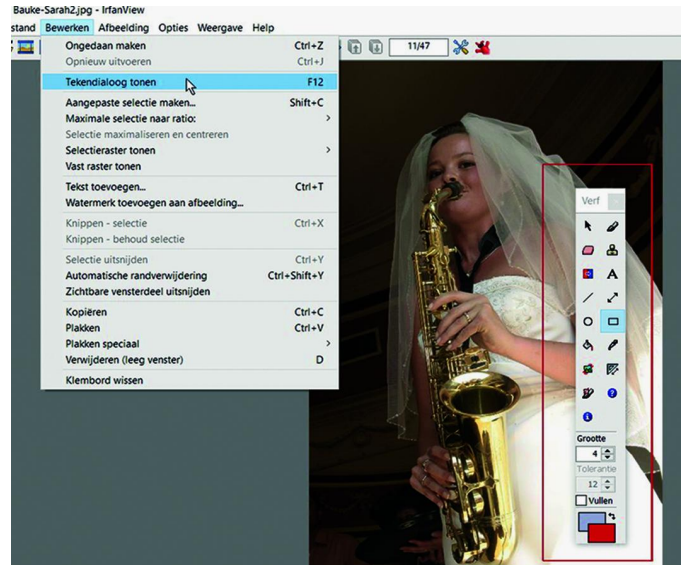 Bauke-Sarah2.jpg - IrfanView
stand Bewerken Afbeelding Opties Weergave Help
11/47
Ongedaan maken Ctrl+Z
Opnieuw uitvoeren Ctrl+J
Tekendialoog tonen F12
Aangepaste selectie maken... Shift+C
Maximale selectie naar ratio:
Selectie maximaliseren en centreren
Selectieraster tonen
Vast raster tonen
Tekst toevoegen... Ctrl+T
Watermerk toevoegen aan afbeelding...
Knippen - selectie Ctrl+X
Knippen - behoud selectie
Selectie uitsnijden Ctrl+Y
Automatische randverwijdering Ctrl+Shift+Y
Zichtbare vensterdeel uitsnijden
Kopiëren Ctrl+C
Plakken Ctrl+V
Plakken speciaal
Verwijderen (leeg venster) D
Klembord wissen
Verf
A
Grootte
4
Tolerantie
12
Vullen